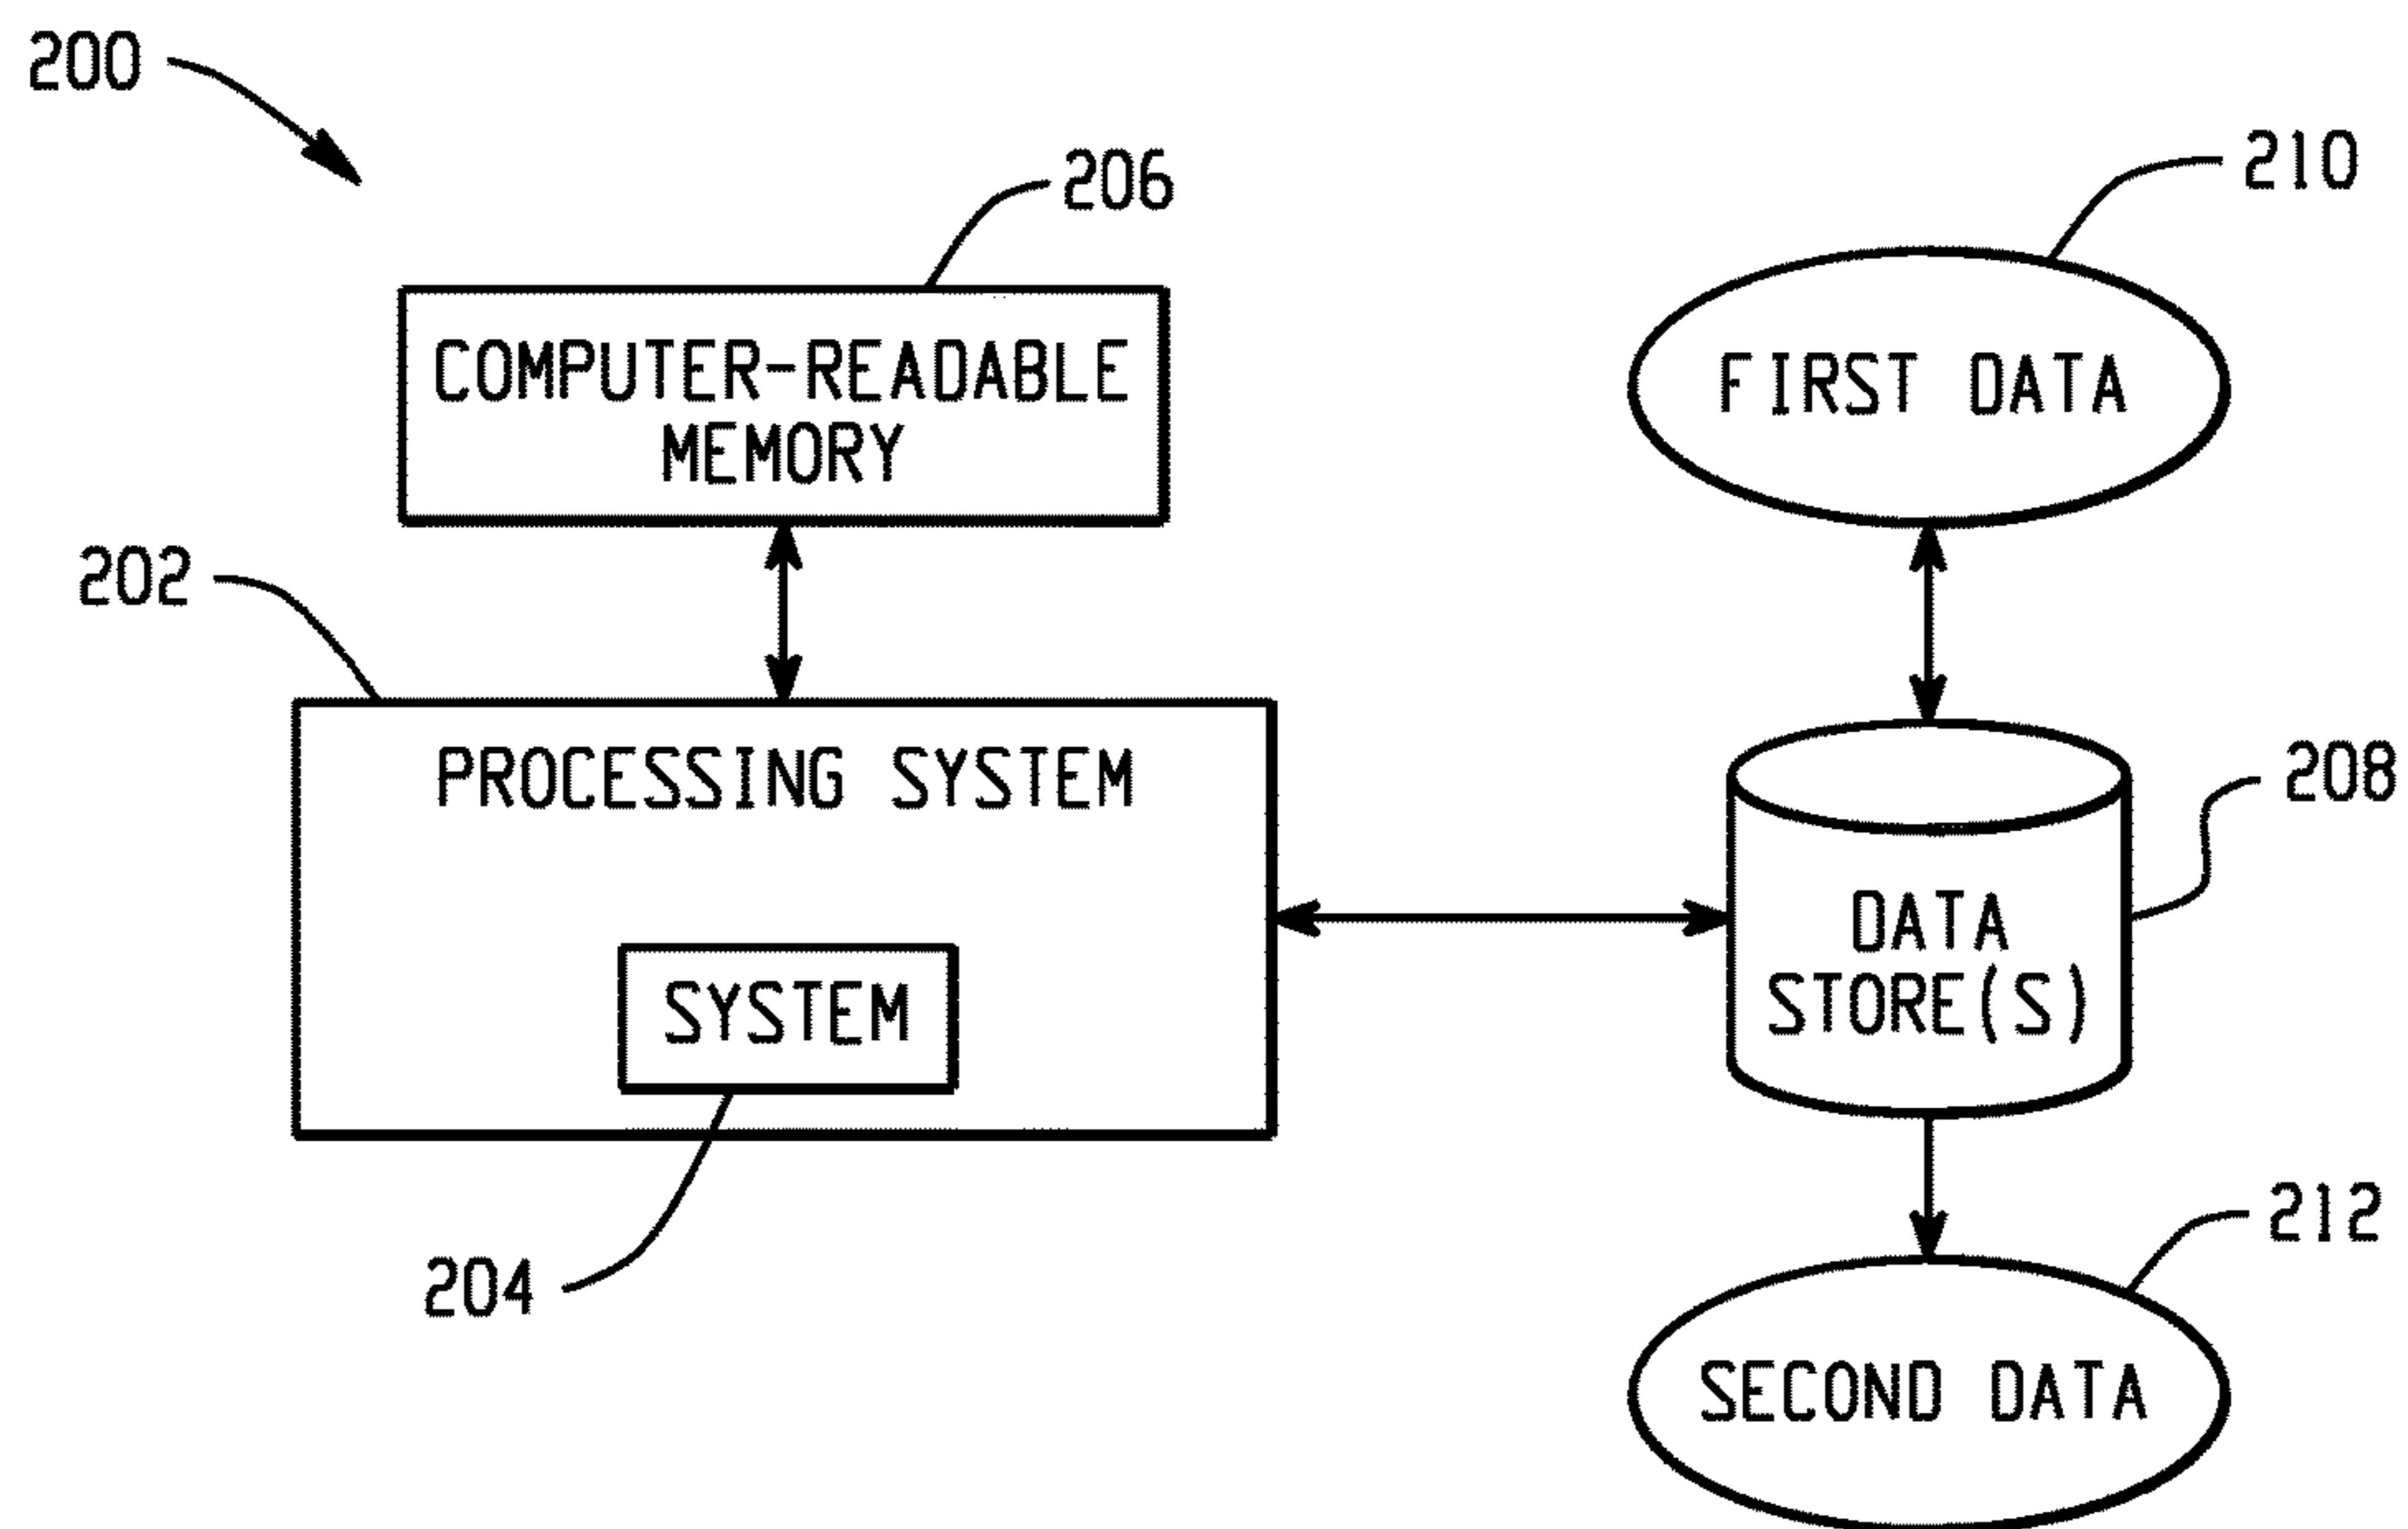 200
206
210
COMPUTER-READABLE
MEMORY
FIRST DATA
202
PROCESSING SYSTEM
208
DATA
STORE(S)
SYSTEM
204
212
SECOND DATA